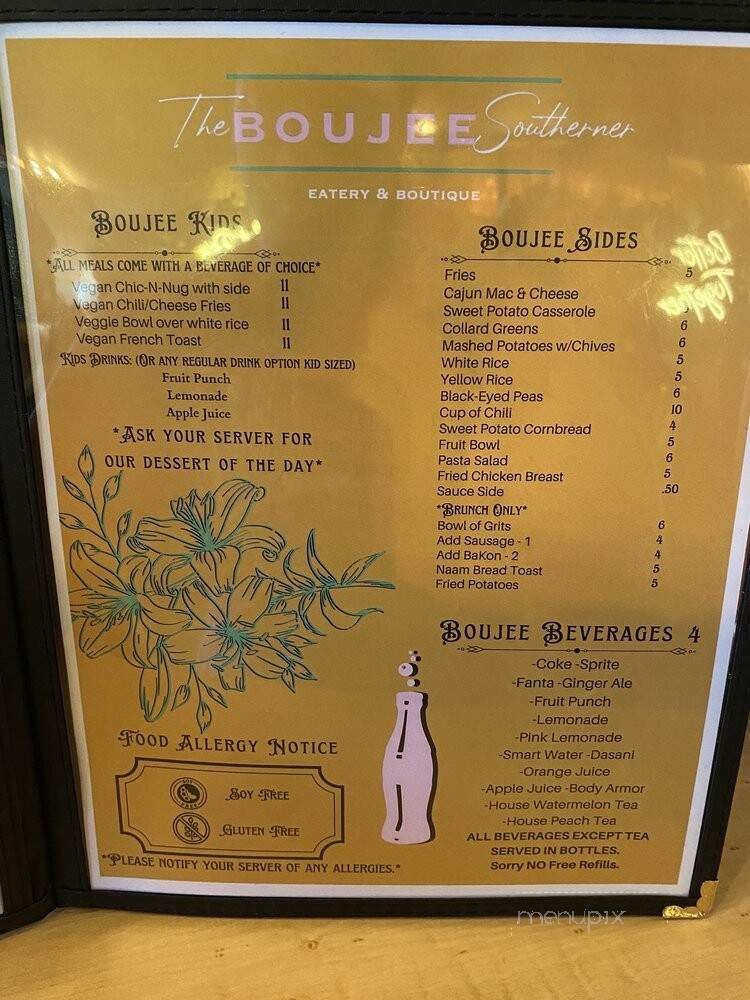 The BOUJEE Southerner
EATERY & BOUTIQUE
BOUJEE KIDS
*ALL MEALS COME WITH A BEVERAGE OF CHOICE*
Vegan Chic-N-Nug with side 11
Vegan Chili/Cheese Fries 11
Veggie Bowl over white rice 11
Vegan French Toast 11
KIDS DRINKS: (OR ANY REGULAR DRINK OPTION KID SIZED)
Fruit Punch
Lemonade
Apple Juice
*ASK YOUR SERVER FOR
OUR DESSERT OF THE DAY*
FOOD ALLERGY NOTICE
SOY FREE
SOY FREE
GLUTEN FREE
*PLEASE NOTIFY YOUR SERVER OF ANY ALLERGIES.*
BOUJEE SIDES
Fries 5
Cajun Mac & Cheese
Sweet Potato Casserole
Collard Greens 6
Mashed Potatoes w/Chives 6
White Rice 5
Yellow Rice 5
Black-Eyed Peas 6
Cup of Chili 10
Sweet Potato Cornbread 4
Fruit Bowl 5
Pasta Salad 6
Fried Chicken Breast 5
Sauce Side .50
*BRUNCH ONLY*
Bowl of Grits 6
Add Sausage - 1 4
Add BaKon - 2 4
Naam Bread Toast 5
Fried Potatoes 5
BOUJEE BEVERAGES 4
-Coke -Sprite
-Fanta -Ginger Ale
-Fruit Punch
-Lemonade
-Pink Lemonade
-Smart Water -Dasani
-Orange Juice
-Apple Juice -Body Armor
-House Watermelon Tea
-House Peach Tea
ALL BEVERAGES EXCEPT TEA
SERVED IN BOTTLES.
Sorry NO Free Refills.
menupix